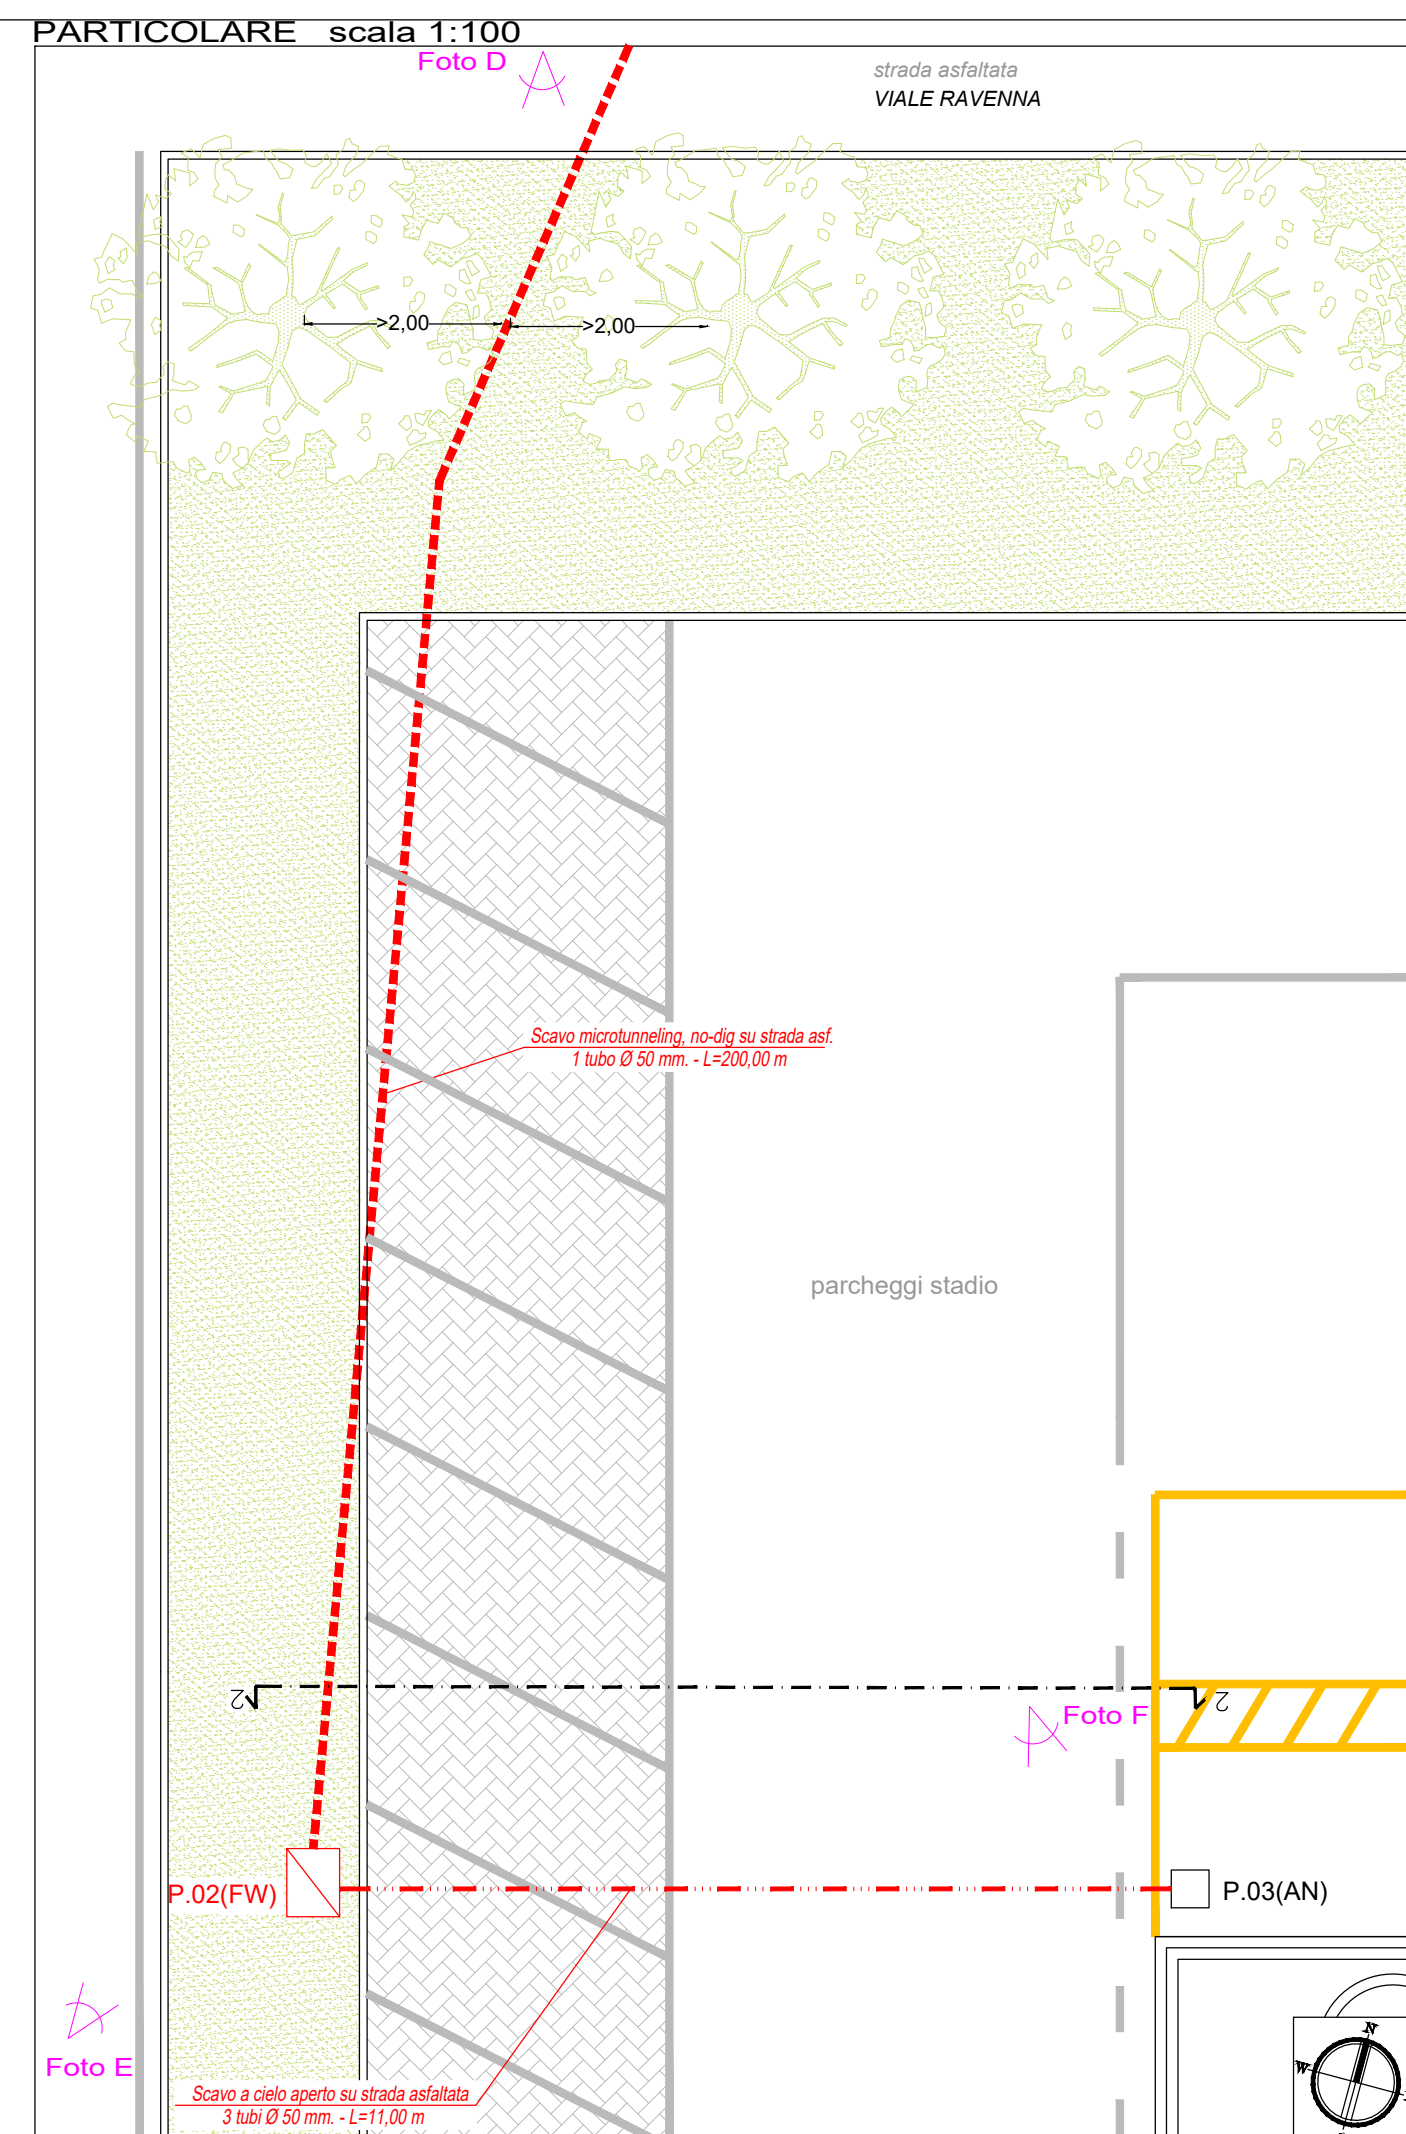 PARTICOLARE scala 1:100
Foto D
strada asfaltata
VIALE RAVENNA
>2,00
>2,00
Scavo microtunneling, no-dig su strada asf.
1 tubo Ø 50 mm. - L=200,00 m
parcheggi stadio
2
2
Foto F
P.02(FW)
P.03(AN)
Foto E
Scavo a cielo aperto su strada asfaltata
3 tubi Ø 50 mm. - L=11,00 m
N
W